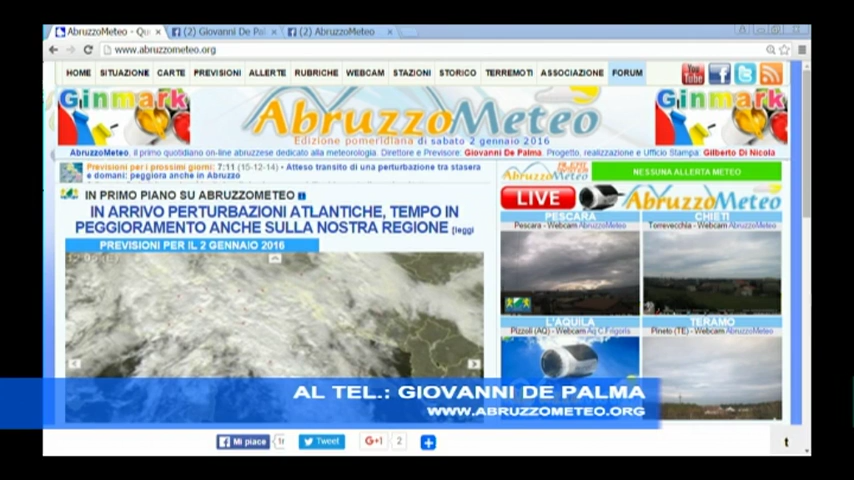 AbruzzoMeteo - Qu
(2) Giovanni De Pal
(2) AbruzzoMeteo
www.abruzzometeo.org
HOME SITUAZIONE CARTE PREVISIONI ALLERTE RUBRICHE WEBCAM STAZIONI STORICO TERREMOTI ASSOCIAZIONE FORUM
You Tube
Ginmark
AbruzzoMeteo
Ginmark
Edizione pomeridiana di sabato 2 gennaio 2016
AbruzzoMeteo, il primo quotidiano on-line abruzzese dedicato alla meteorologia. Direttore e Previsore: Giovanni De Palma. Progetto, realizzazione e Ufficio Stampa: Gilberto Di Nicola
Previsioni per i prossimi giorni: 7:11 (15-12-14) • Atteso transito di una perturbazione tra stasera
e domani: peggiora anche in Abruzzo
NESSUNA ALLERTA METEO
IN PRIMO PIANO SU ABRUZZOMETEO
LIVE
AbruzzoMeteo
IN ARRIVO PERTURBAZIONI ATLANTICHE, TEMPO IN
PEGGIORAMENTO ANCHE SULLA NOSTRA REGIONE [leggi
PREVISIONI PER IL 2 GENNAIO 2016
PESCARA
Pescara - Webcam AbruzzoMeteo
CHIETI
Torrevecchia - Webcam AbruzzoMeteo
L'AQUILA
Pizzoli (AQ) - Webcam Aq C.Frigoris
TERAMO
Pineto (TE) - Webcam AbruzzoMeteo
AL TEL.: GIOVANNI DE PALMA
WWW.ABRUZZOMETEO.ORG
Mi piace
Tweet
G+1
2
t